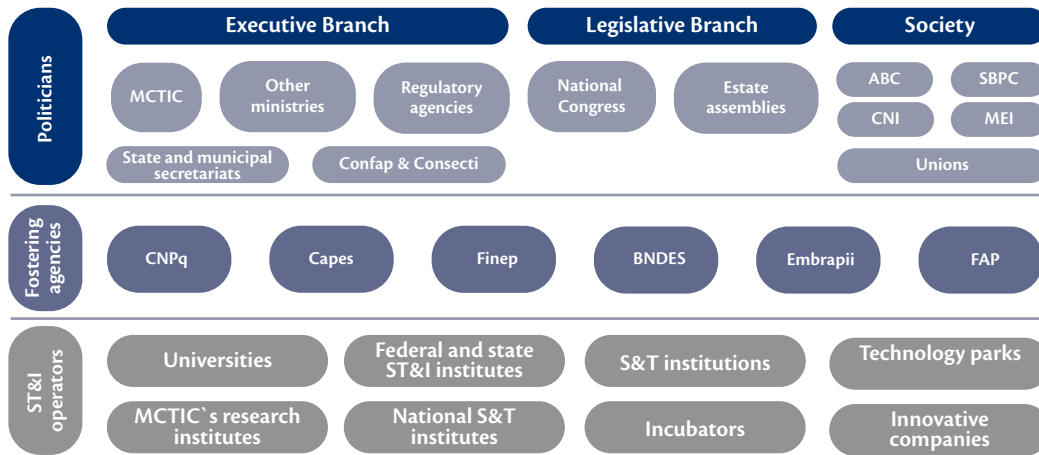 Politicians
Executive Branch
Legislative Branch
Society
MCTIC
Other
ministries
Regulatory
agencies
National
Congress
Estate
assemblies
ABC
SBPC
CNI
MEI
State and municipal
secretariats
Confap & Consecti
Unions
Fostering
agencies
CNPq
Capes
Finep
BNDES
Embrapii
FAP
ST&I
operators
Universities
Federal and state
ST&I institutes
S&T institutions
Technology parks
MCTIC`s research
institutes
National S&T
institutes
Incubators
Innovative
companies